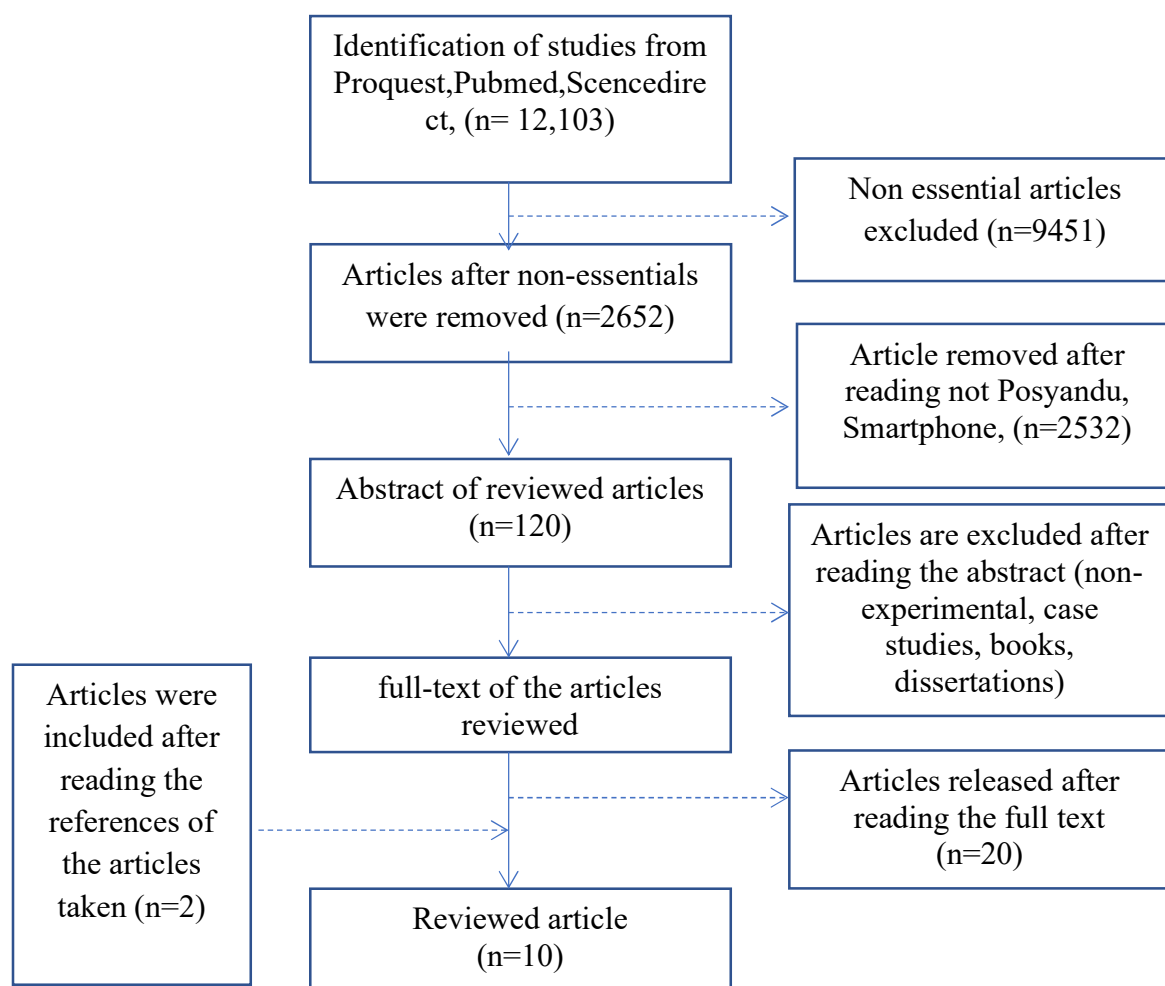 Identification of studies from
Proquest,Pubmed,Scencedire
ct, (n= 12,103)
Non essential articles
excluded (n=9451)
Articles after non-essentials
were removed (n=2652)
Article removed after
reading not Posyandu,
Smartphone, (n=2532)
Abstract of reviewed articles
(n=120)
Articles are excluded after
reading the abstract (non-
experimental, case
studies, books,
dissertations)
full-text of the articles
reviewed
Articles were
included after
reading the
references of
the articles
taken (n=2)
Articles released after
reading the full text
(n=20)
Reviewed article
(n=10)